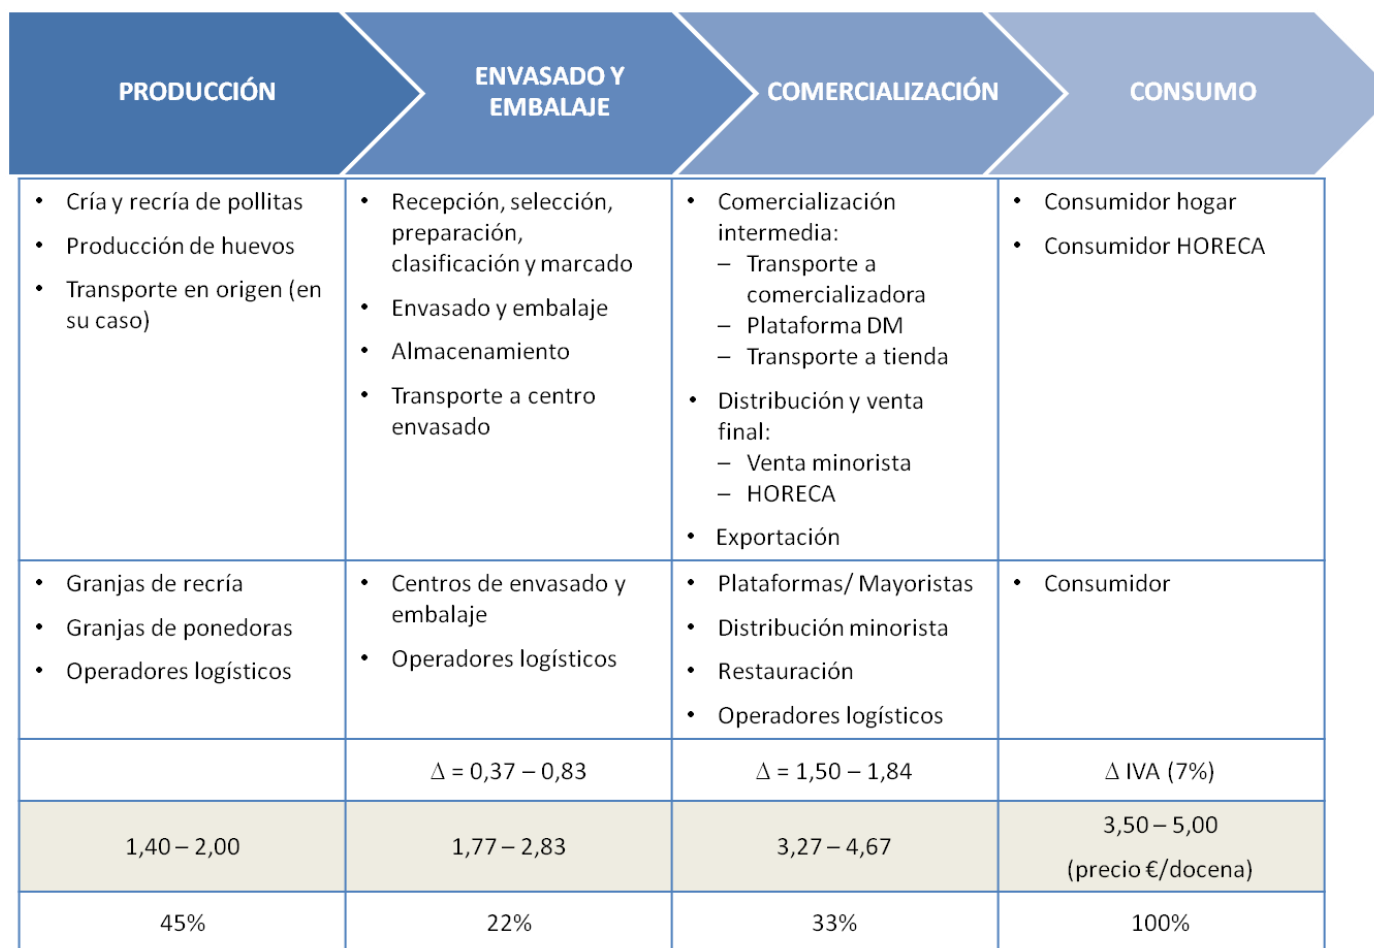 PRODUCCIÓN
ENVASADO Y
EMBALAJE
COMERCIALIZACIÓN
CONSUMO
• Cría y recría de pollitas
• Producción de huevos
• Transporte en origen (en
su caso)
• Recepción, selección,
preparación,
clasificación y marcado
• Envasado y embalaje
• Almacenamiento
• Transporte a centro
envasado
• Comercialización
intermedia:
– Transporte a
comercializadora
– Plataforma DM
– Transporte a tienda
• Distribución y venta
final:
– Venta minorista
– HORECA
• Exportación
• Consumidor hogar
• Consumidor HORECA
• Granjas de recría
• Granjas de ponedoras
• Operadores logísticos
• Centros de envasado y
embalaje
• Operadores logísticos
• Plataformas/ Mayoristas
• Distribución minorista
• Restauración
• Operadores logísticos
• Consumidor
Δ = 0,37 – 0,83
Δ = 1,50 – 1,84
Δ IVA (7%)
1,40 – 2,00
1,77 – 2,83
3,27 – 4,67
3,50 – 5,00
(precio €/docena)
45%
22%
33%
100%